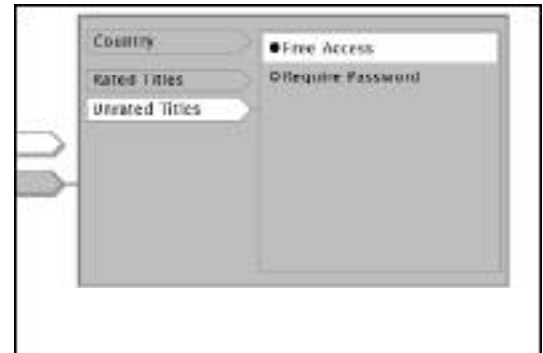 Country
Rated Titles
Unrated Titles
Free Access
Require Password